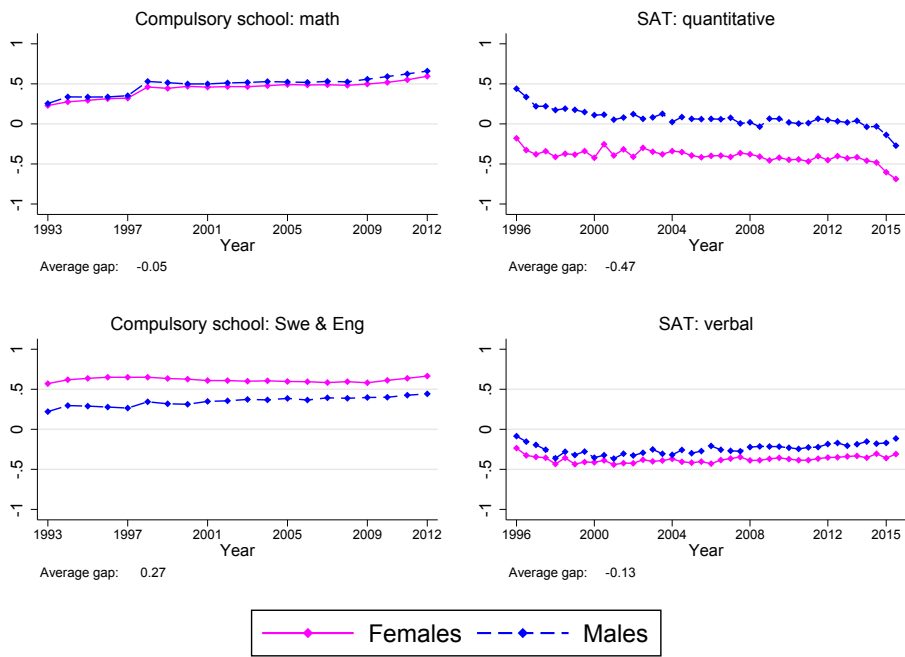 Compulsory school: math
1
.5
0
-.5
-1
1993 1997 2001 2005 2009 2012
Year
Average gap: -0.05
SAT: quantitative
1
.5
0
-.5
-1
1996 2000 2004 2008 2012 2015
Year
Average gap: -0.47
Compulsory school: Swe & Eng
1
.5
0
-.5
-1
1993 1997 2001 2005 2009 2012
Year
Average gap: 0.27
SAT: verbal
1
.5
0
-.5
-1
1996 2000 2004 2008 2012 2015
Year
Average gap: -0.13
Females Males